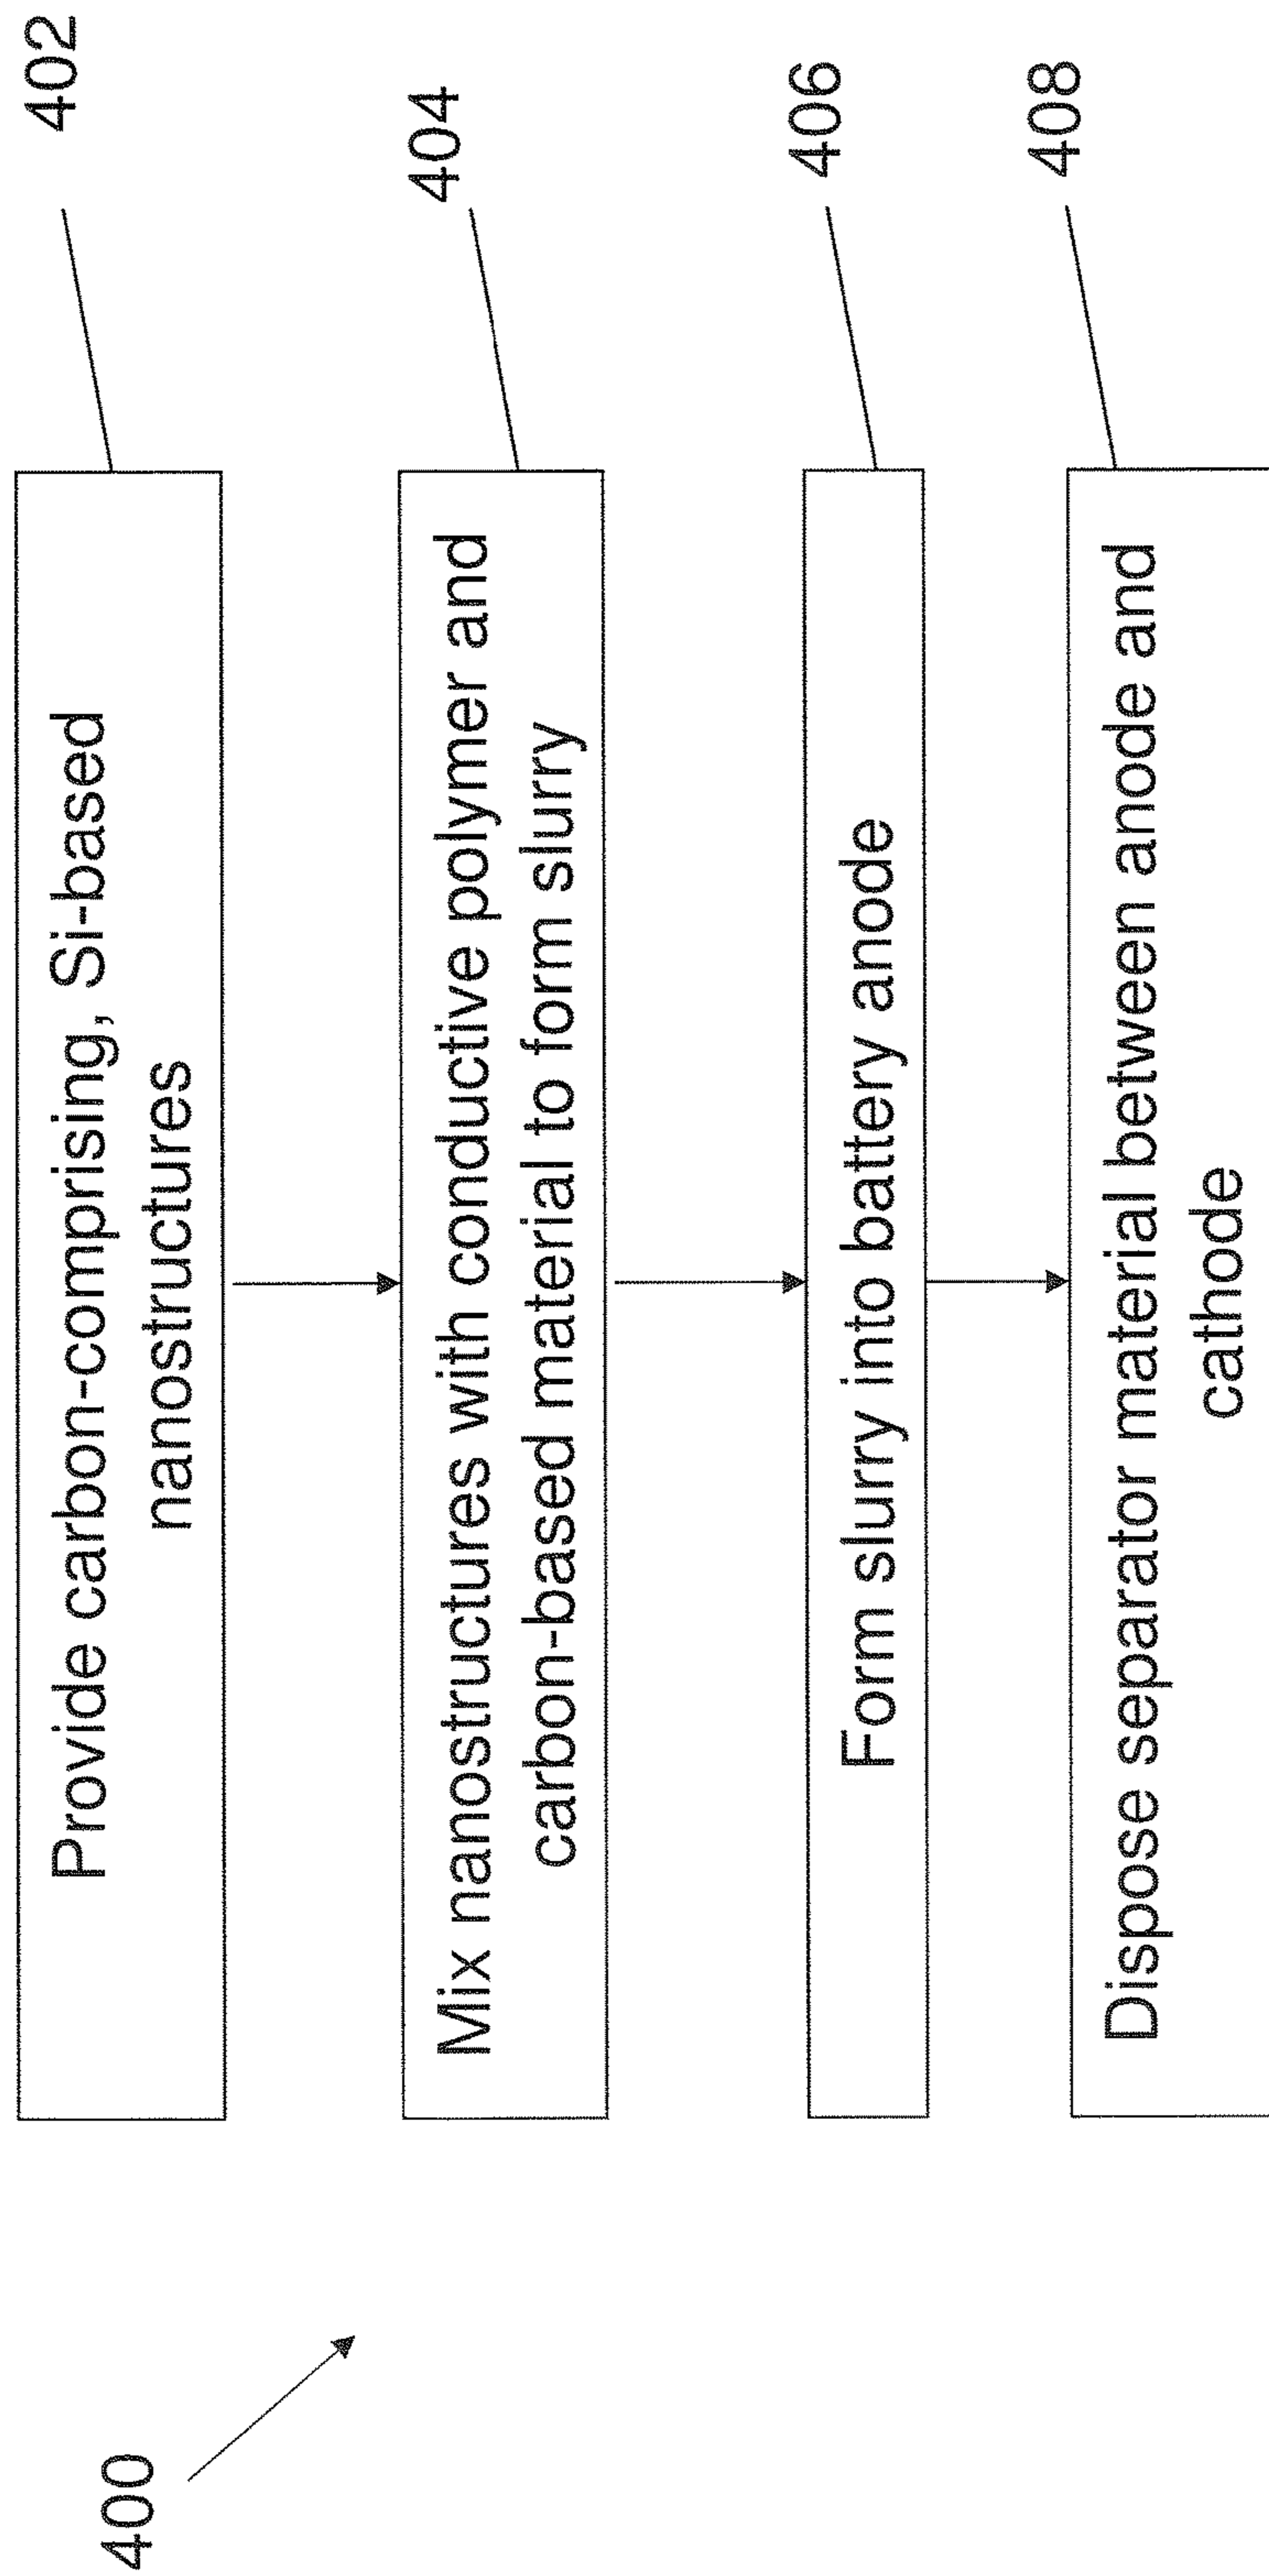 400
Provide carbon-comprising, Si-based
nanostructures
402
Mix nanostructures with conductive polymer and
carbon-based material to form slurry
404
Form slurry into battery anode
406
Dispose separator material between anode and
cathode
408